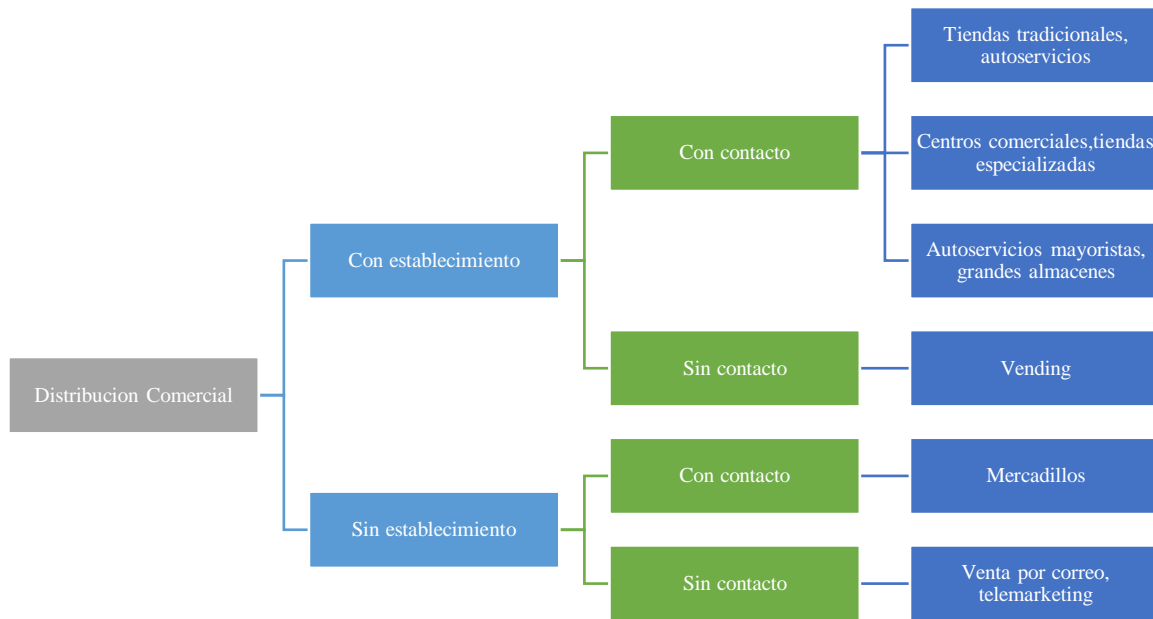 Tiendas tradicionales,
autoservicios
Con contacto
Centros comerciales,tiendas
especializadas
Con establecimiento
Autoservicios mayoristas,
grandes almacenes
Sin contacto
Vending
Distribucion Comercial
Con contacto
Mercadillos
Sin establecimiento
Sin contacto
Venta por correo,
telemarketing